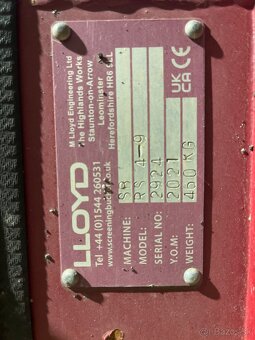 LLOYD
M Lloyd Engineering Ltd
The Highlands Works
Staunton-on-Arrow
Leominster
Herefordshire HR6
Tel +44 (0)1544 260531
www.screeningbucket.co.uk
MACHINE: SB
MODEL: RS 4-9
SERIAL NO: 2924
Y.O.M: 2021
WEIGHT: 460 KG
UK
CA
CE